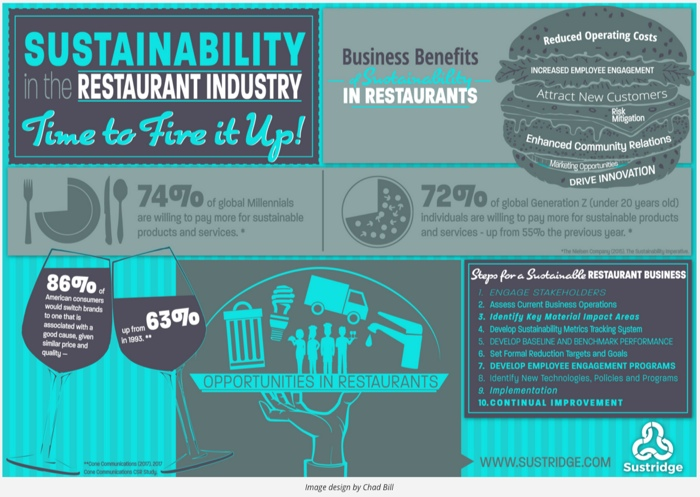 SUSTAINABILITY
in the RESTAURANT INDUSTRY
Time to Fire it Up!
Business Benefits
of Sustainability
IN RESTAURANTS
Reduced Operating Costs
INCREASED EMPLOYEE ENGAGEMENT
Attract New Customers
Risk
Mitigation
Enhanced Community Relations
Marketing Opportunities
DRIVE INNOVATION
74% of global Millennials
are willing to pay more for sustainable
products and services. *
72% of global Generation Z (under 20 years old)
individuals are willing to pay more for sustainable products
and services - up from 55% the previous year. *
*The Nielsen Company (2015). The Sustainability Imperative.
86% of
American consumers
would switch brands
to one that is
associated with a
good cause, given
similar price and
quality —
up from 63%
in 1993. **
**Cone Communications (2017). 2017
Cone Communications CSR Study.
OPPORTUNITIES IN RESTAURANTS
Steps for a Sustainable RESTAURANT BUSINESS
1. ENGAGE STAKEHOLDERS
2. Assess Current Business Operations
3. Identify Key Material Impact Areas
4. Develop Sustainability Metrics Tracking System
5. DEVELOP BASELINE AND BENCHMARK PERFORMANCE
6. Set Formal Reduction Targets and Goals
7. DEVELOP EMPLOYEE ENGAGEMENT PROGRAMS
8. Identify New Technologies, Policies and Programs
9. Implementation
10. CONTINUAL IMPROVEMENT
WWW.SUSTRIDGE.COM
Sustridge
Image design by Chad Bill